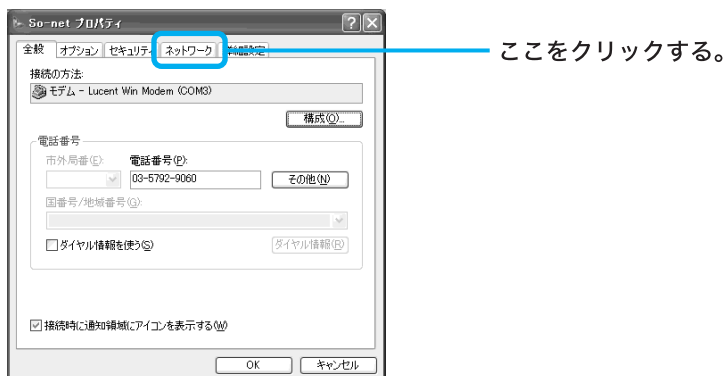 So-net プロパティ
全般 オプション セキュリティ ネットワーク 詳細設定
ここをクリックする。
接続の方法:
モデム - Lucent Win Modem (COM3)
構成(O)...
電話番号
市外局番(E): 電話番号(P):
03-5792-9060 その他(N)
国番号/地域番号(G):
ダイヤル情報を使う(S) ダイヤル情報(R)
接続時に通知領域にアイコンを表示する(W)
OK キャンセル